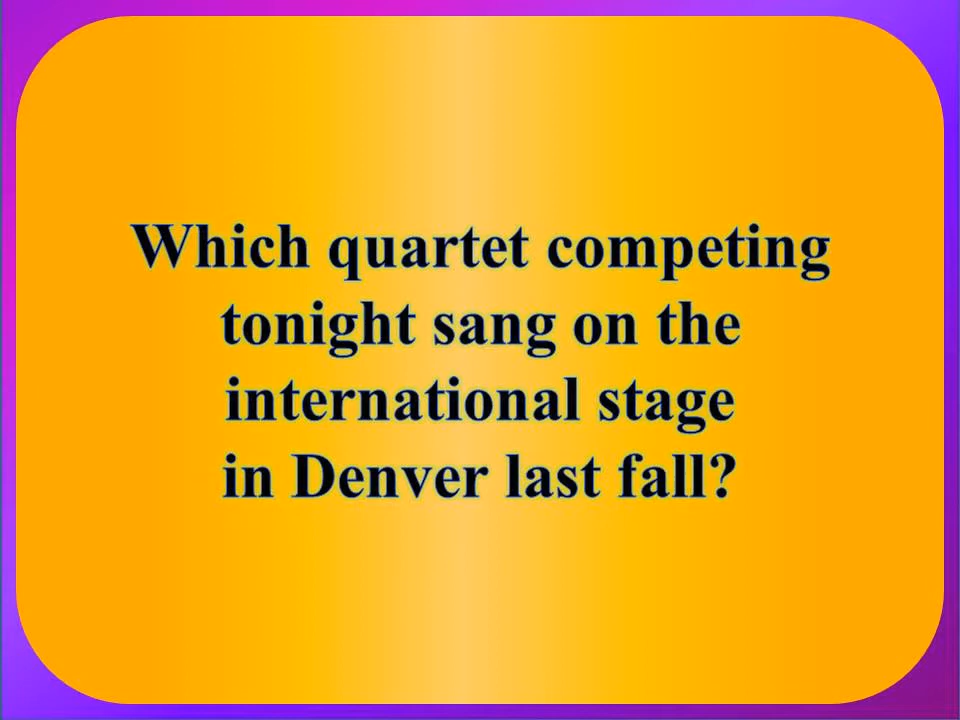 Which quartet competing
tonight sang on the
international stage
in Denver last fall?